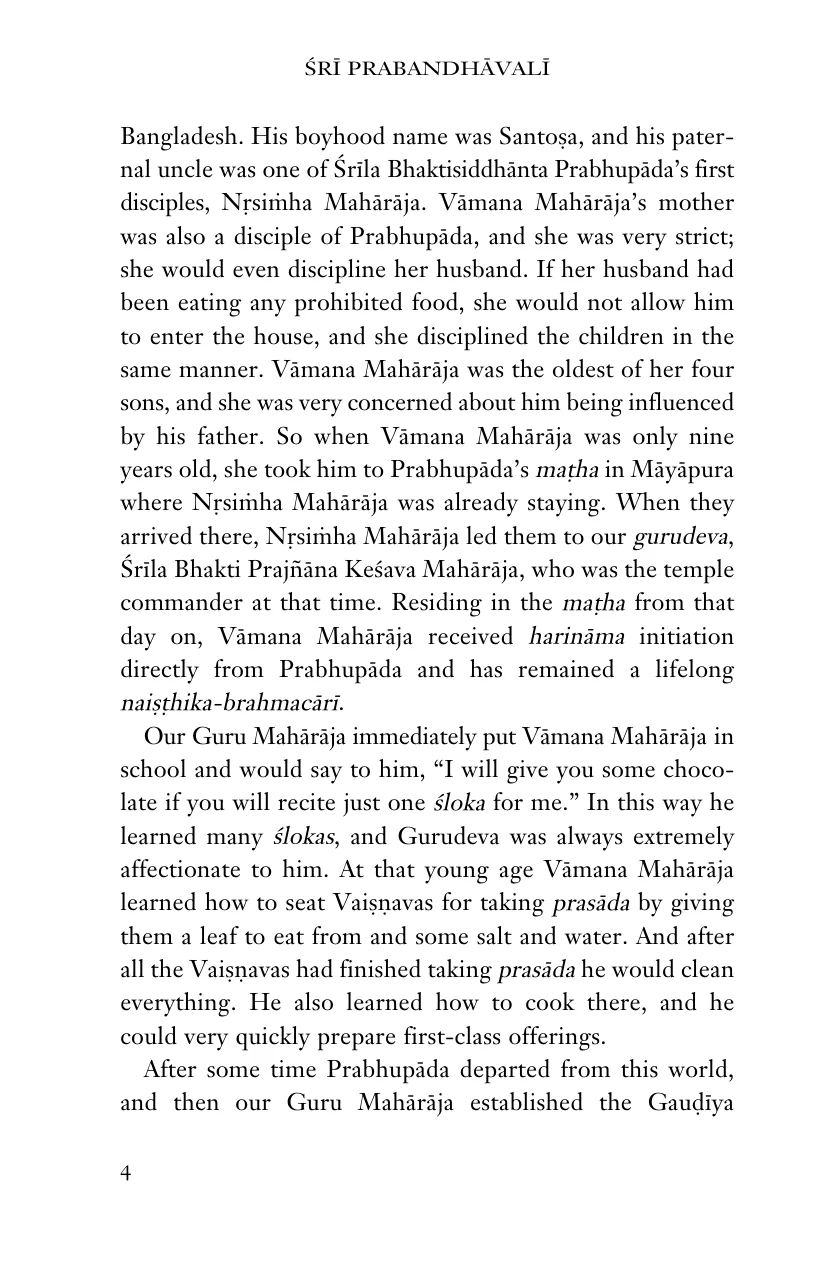 ŚRĪ PRABANDHĀVALĪ
Bangladesh. His boyhood name was Santoṣa, and his pater-
nal uncle was one of Śrīla Bhaktisiddhānta Prabhupāda’s first
disciples, Nṛsiṁha Mahārāja. Vāmana Mahārāja’s mother
was also a disciple of Prabhupāda, and she was very strict;
she would even discipline her husband. If her husband had
been eating any prohibited food, she would not allow him
to enter the house, and she disciplined the children in the
same manner. Vāmana Mahārāja was the oldest of her four
sons, and she was very concerned about him being influenced
by his father. So when Vāmana Mahārāja was only nine
years old, she took him to Prabhupāda’s maṭha in Māyāpura
where Nṛsiṁha Mahārāja was already staying. When they
arrived there, Nṛsiṁha Mahārāja led them to our gurudeva,
Śrīla Bhakti Prajñāna Keśava Mahārāja, who was the temple
commander at that time. Residing in the maṭha from that
day on, Vāmana Mahārāja received harināma initiation
directly from Prabhupāda and has remained a lifelong
naiṣṭhika-brahmacārī.
Our Guru Mahārāja immediately put Vāmana Mahārāja in
school and would say to him, “I will give you some choco-
late if you will recite just one śloka for me.” In this way he
learned many ślokas, and Gurudeva was always extremely
affectionate to him. At that young age Vāmana Mahārāja
learned how to seat Vaiṣṇavas for taking prasāda by giving
them a leaf to eat from and some salt and water. And after
all the Vaiṣṇavas had finished taking prasāda he would clean
everything. He also learned how to cook there, and he
could very quickly prepare first-class offerings.
After some time Prabhupāda departed from this world,
and then our Guru Mahārāja established the Gauḍīya
4